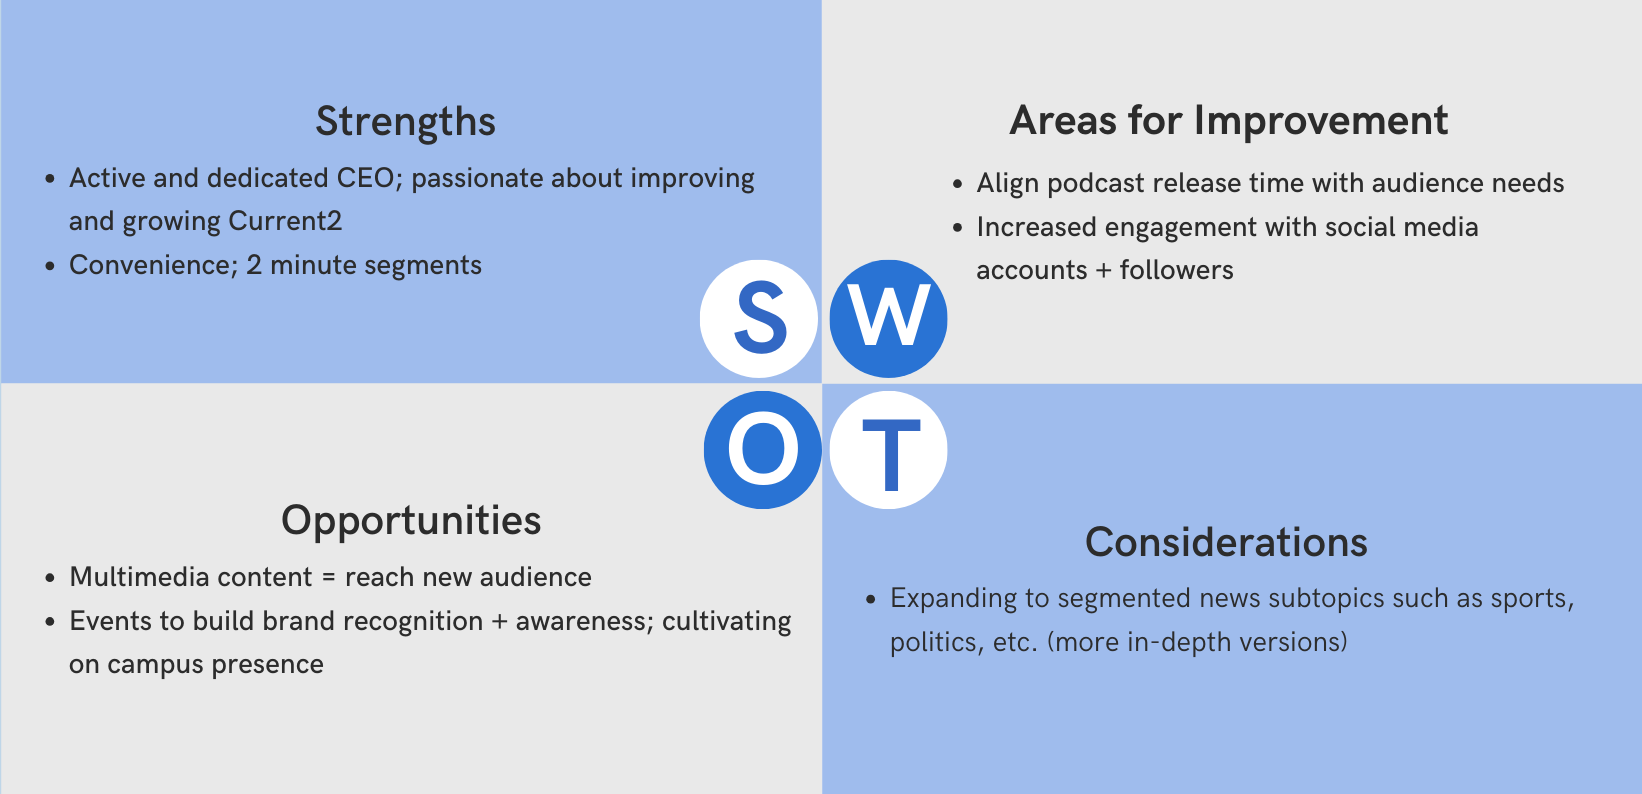 Strengths
• Active and dedicated CEO; passionate about improving
and growing Current2
• Convenience; 2 minute segments
Areas for Improvement
• Align podcast release time with audience needs
• Increased engagement with social media
accounts + followers
S
W
O
T
Opportunities
• Multimedia content = reach new audience
• Events to build brand recognition + awareness; cultivating
on campus presence
Considerations
• Expanding to segmented news subtopics such as sports,
politics, etc. (more in-depth versions)